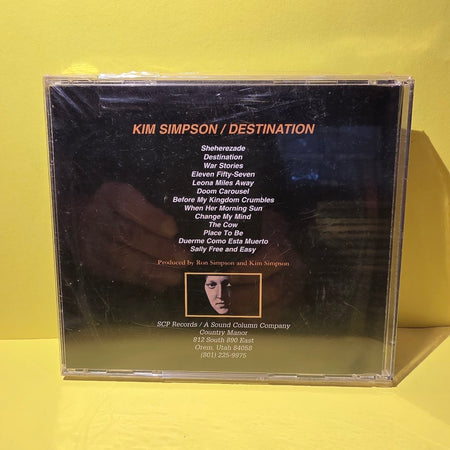 KIM SIMPSON / DESTINATION
Sheherezade
Destination
War Stories
Eleven Fifty-Seven
Leona Miles Away
Doom Carousel
Before My Kingdom Crumbles
When Her Morning Sun
Change My Mind
The Cow
Place To Be
Duerme Como Esta Muerto
Sally Free and Easy
Produced by Ron Simpson and Kim Simpson
SCP Records / A Sound Column Company
Country Manor
812 South 890 East
Orem, Utah 84058
(801) 225-9975